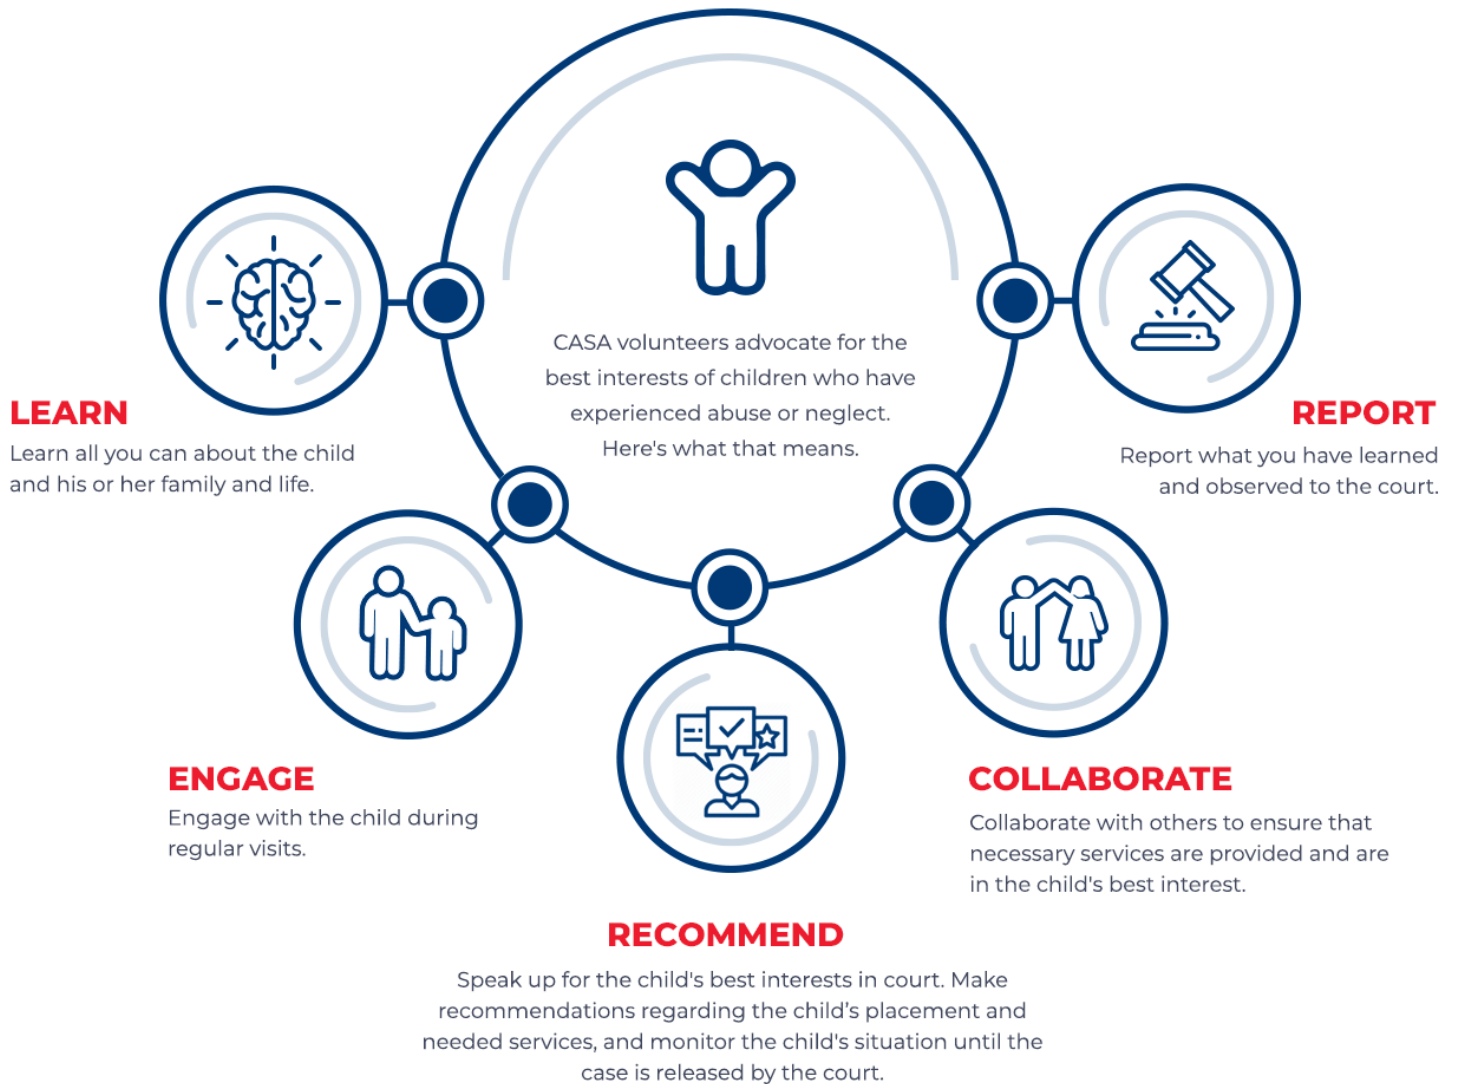 CASA volunteers advocate for the
best interests of children who have
experienced abuse or neglect.
Here's what that means.
LEARN
Learn all you can about the child
and his or her family and life.
ENGAGE
Engage with the child during
regular visits.
RECOMMEND
Speak up for the child's best interests in court. Make
recommendations regarding the child’s placement and
needed services, and monitor the child's situation until the
case is released by the court.
COLLABORATE
Collaborate with others to ensure that
necessary services are provided and are
in the child's best interest.
REPORT
Report what you have learned
and observed to the court.